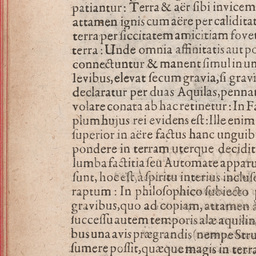 patiantur: Terra & aër sibi invicem
attamen ignis cum aëre per caliditat
terra per siccitatem amicitiam fovet
terra: Unde omnia affinitatis aut po
connectuntur & manent simul in un
levibus, elevat secum gravia, si gravi
declaratur per duas Aquilas, pennat
volare conata ab hac retinetur: In Fa
plum hujus rei evidens est: Ille enim
superior in aëre factus hanc unguib
pondere in terram uterque decidit
lumba factitia seu Automate apparu
sunt, hoc est, à spiritu interius incluse
raptum: In philosophico subjecto
gravibus, quo ad copiam, attamen à
successu autem temporis alæ aquilin
bus una avis prægrandis (nempe Stru
sumere possit, quæque magis in terra